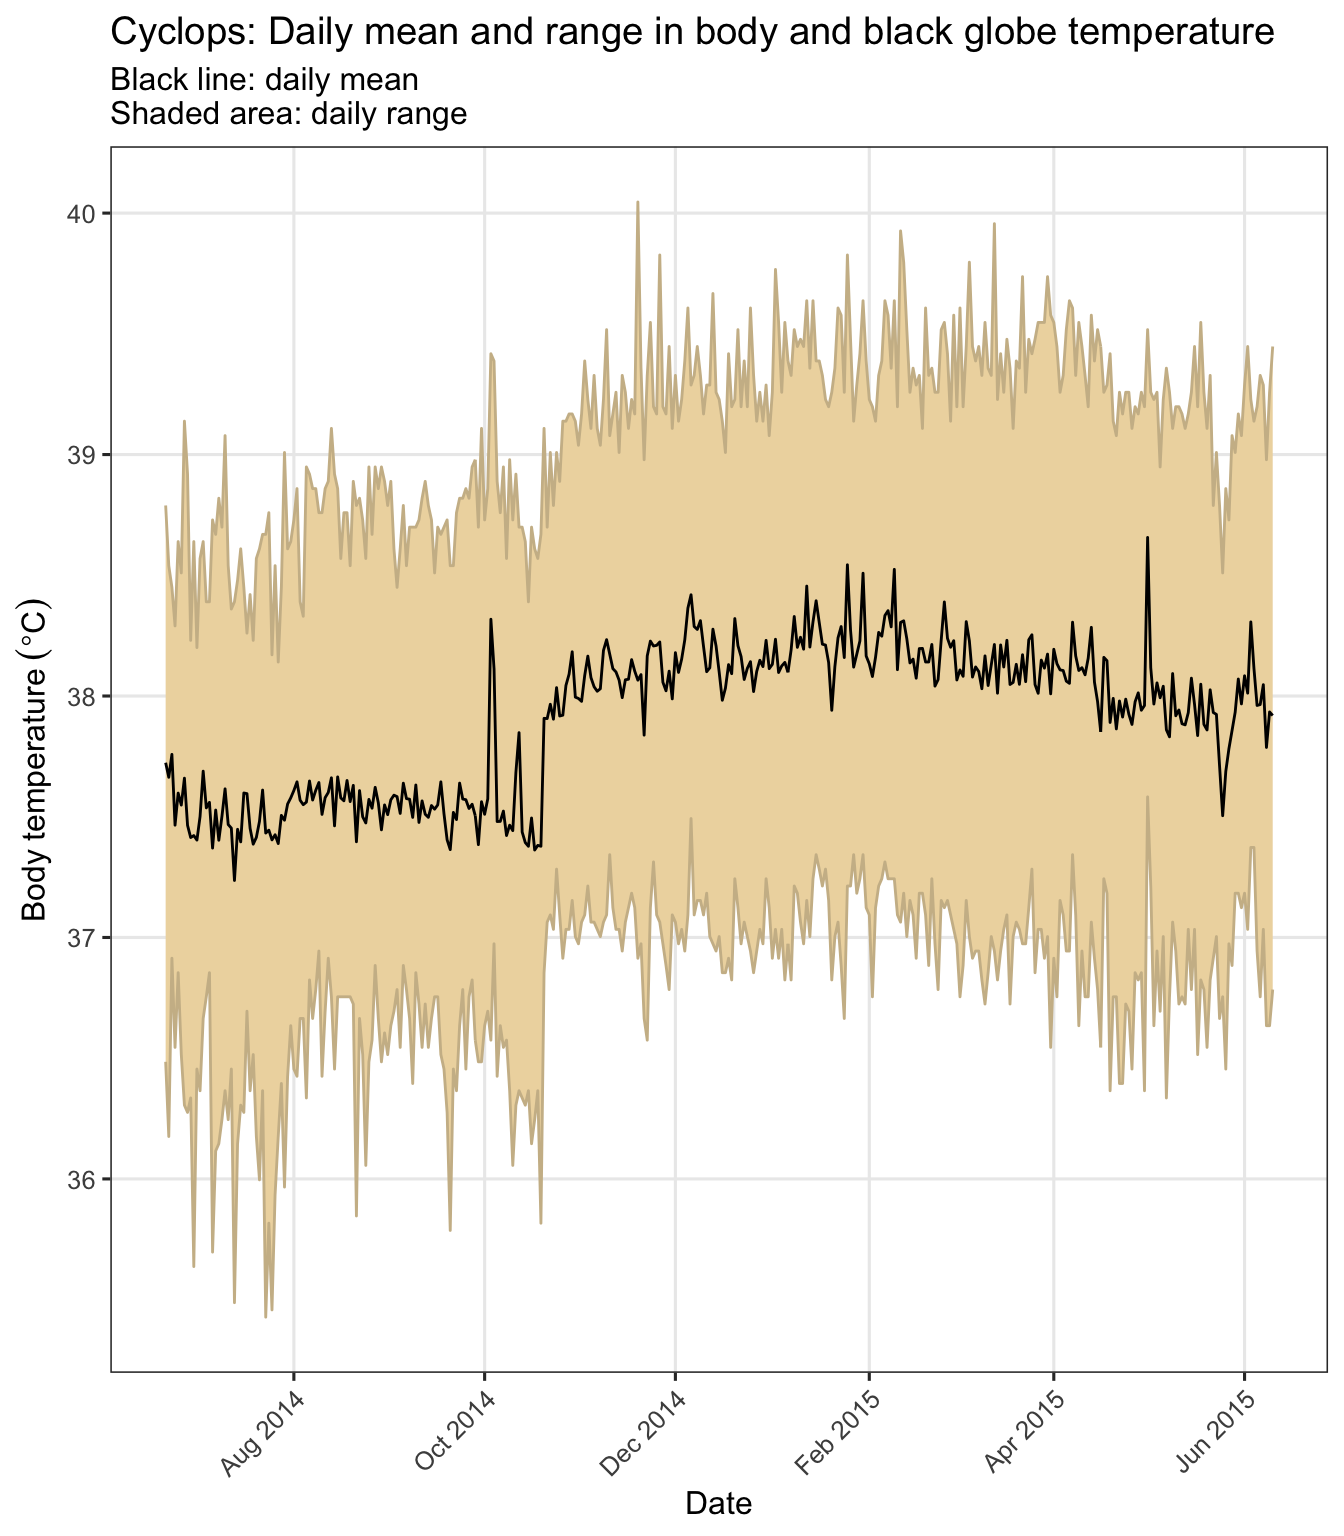 Cyclops: Daily mean and range in body and black globe temperature
Black line: daily mean
Shaded area: daily range
Body temperature (°C)
40
39
38
37
36
Aug 2014
Oct 2014
Dec 2014
Feb 2015
Apr 2015
Jun 2015
Date